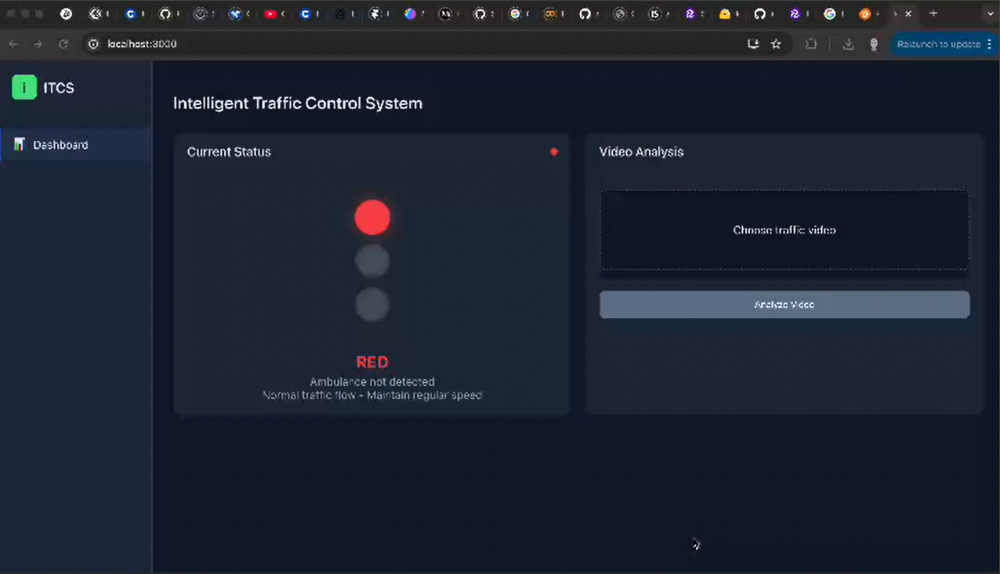 localhost:3000
Relaunch to update
i ITCS
Dashboard
Intelligent Traffic Control System
Current Status
RED
Ambulance not detected
Normal traffic flow - Maintain regular speed
Video Analysis
Choose traffic video
Analyze Video